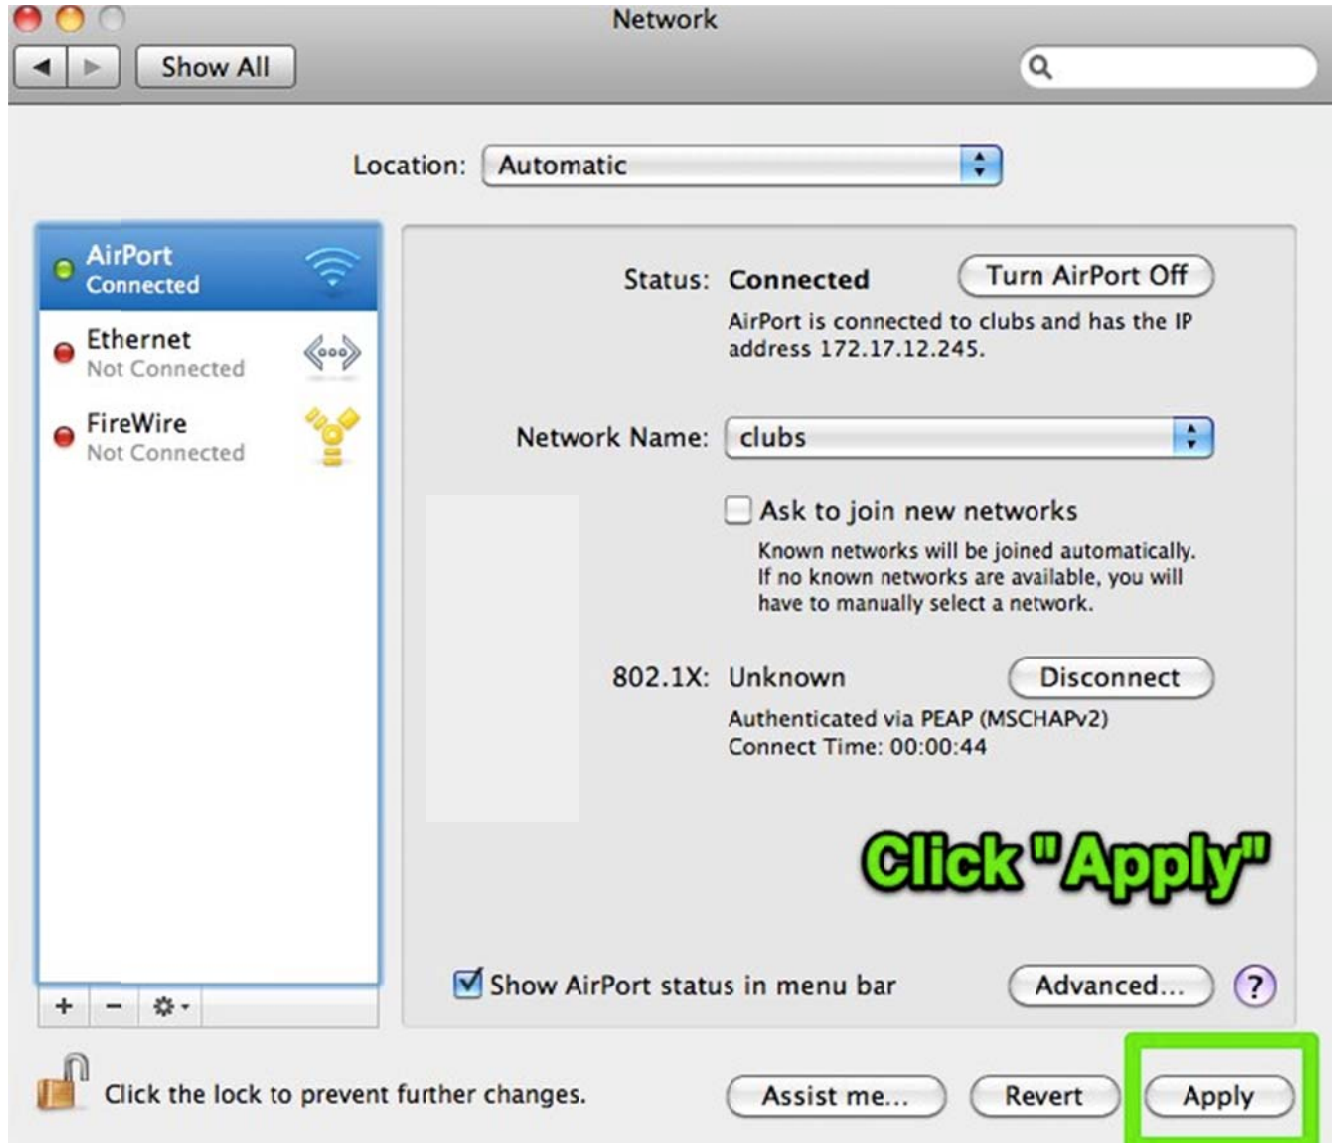 Network
Show All
Location: Automatic
AirPort
Connected
Ethernet
Not Connected
FireWire
Not Connected
Status: Connected
Turn AirPort Off
AirPort is connected to clubs and has the IP
address 172.17.12.245.
Network Name: clubs
Ask to join new networks
Known networks will be joined automatically.
If no known networks are available, you will
have to manually select a network.
802.1X: Unknown
Disconnect
Authenticated via PEAP (MSCHAPv2)
Connect Time: 00:00:44
Click "Apply"
Show AirPort status in menu bar
Advanced...
?
Click the lock to prevent further changes.
Assist me...
Revert
Apply